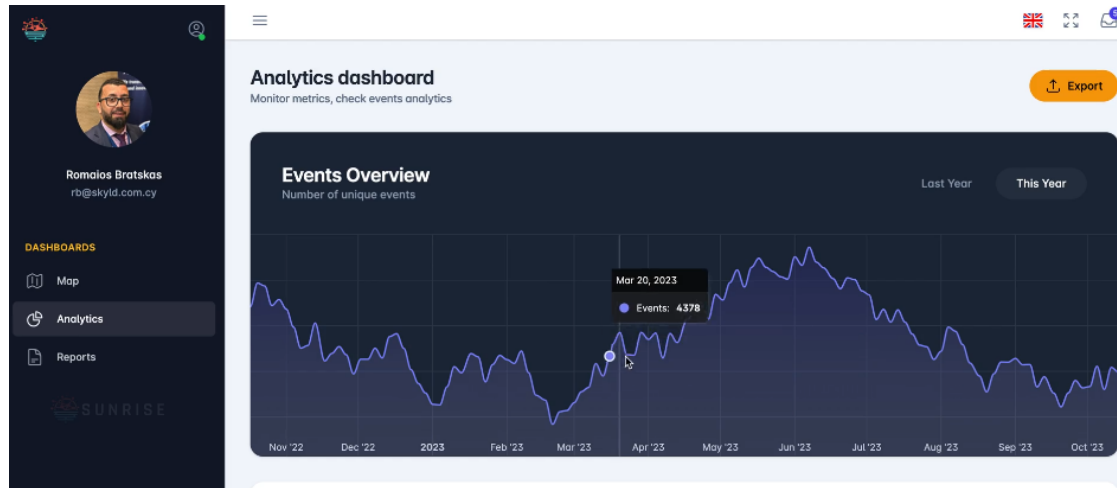 5
Analytics dashboard
Monitor metrics, check events analytics
Export
Romaios Bratskas
rb@skyld.com.cy
Events Overview
Number of unique events
Last Year
This Year
DASHBOARDS
Map
Analytics
Reports
SUNRISE
Mar 20, 2023
Events: 4378
Nov '22 Dec '22 2023 Feb '23 Mar '23 Apr '23 May '23 Jun '23 Jul '23 Aug '23 Sep '23 Oct '23